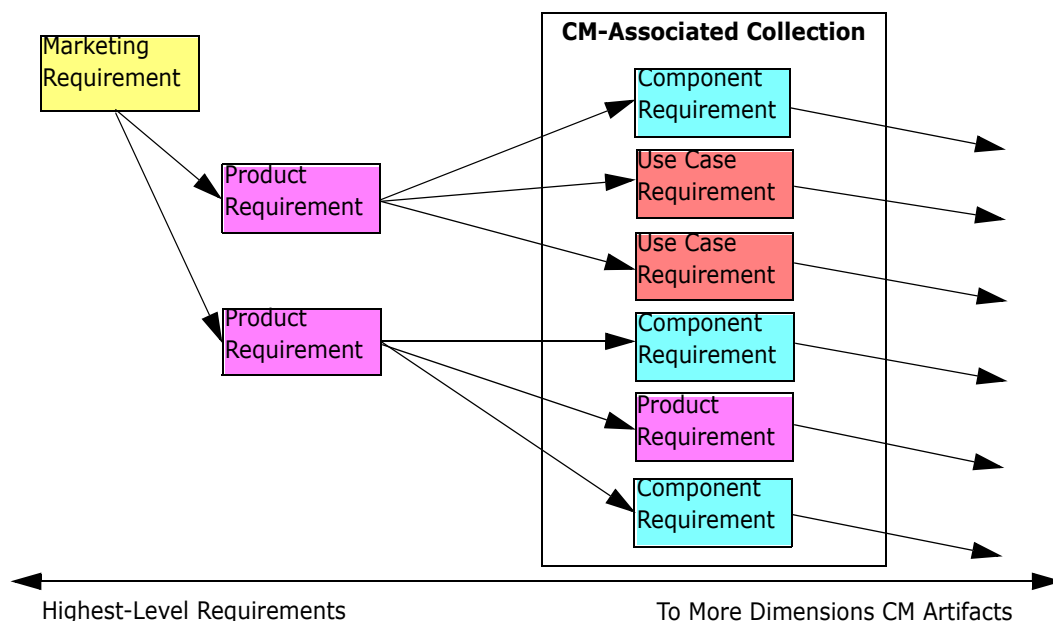 CM-Associated Collection
Marketing
Requirement
Component
Requirement
Product
Requirement
Use Case
Requirement
Use Case
Requirement
Product
Requirement
Component
Requirement
Product
Requirement
Component
Requirement
Highest-Level Requirements
To More Dimensions CM Artifacts